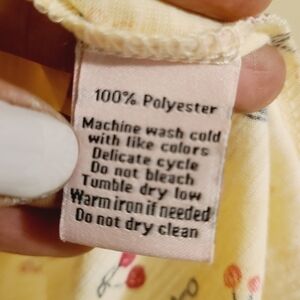 100% Polyester
Machine wash cold
with like colors
Delicate cycle
Do not bleach
Tumble dry low
Warm iron if needed
Do not dry clean